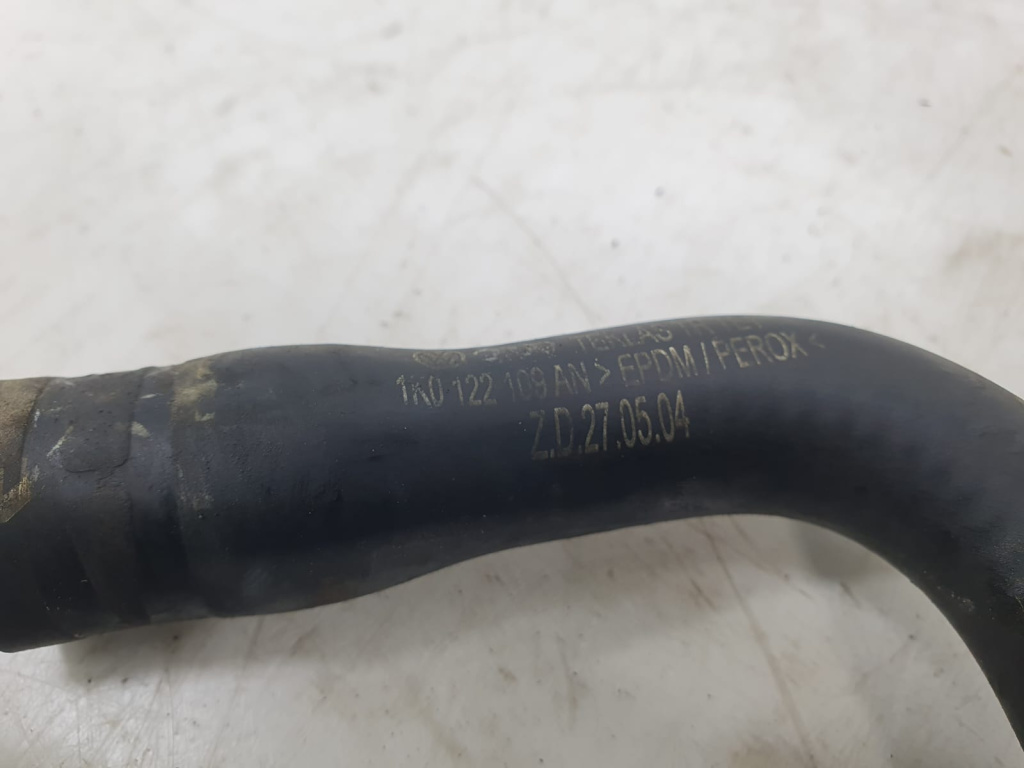 1K0 122 109 AN > EPDM / PEROX <
Z.D.27.05.04